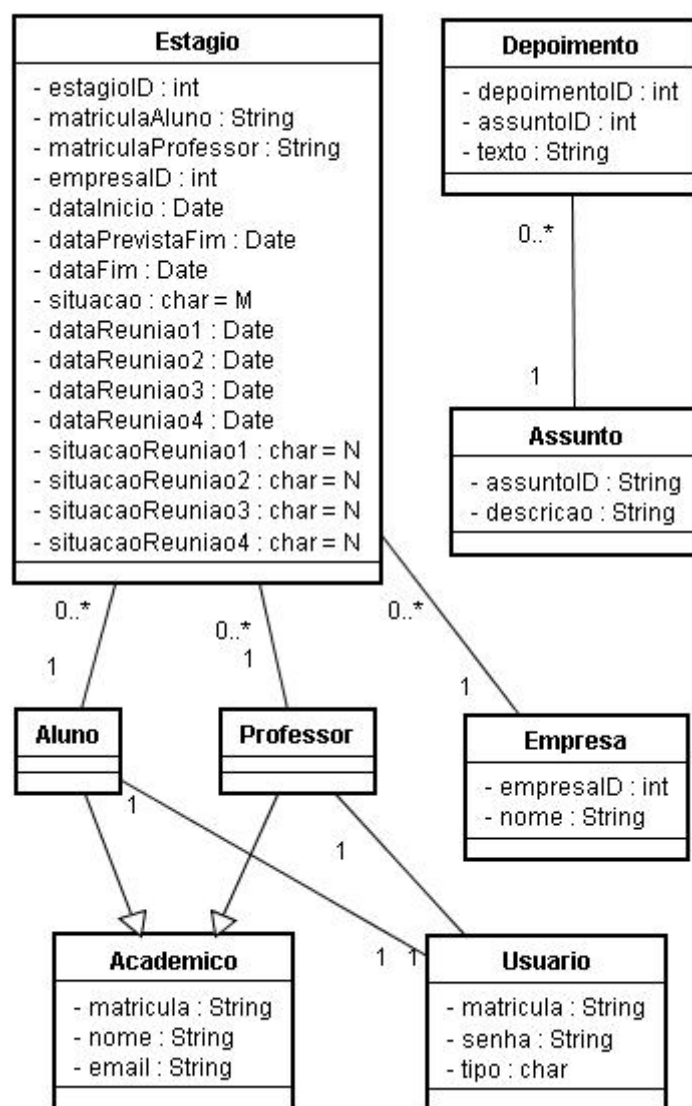 Estagio
- estagioID : int
- matriculaAluno : String
- matriculaProfessor : String
- empresaID : int
- dataInicio : Date
- dataPrevistaFim : Date
- dataFim : Date
- situacao : char = M
- dataReuniao1 : Date
- dataReuniao2 : Date
- dataReuniao3 : Date
- dataReuniao4 : Date
- situacaoReuniao1 : char = N
- situacaoReuniao2 : char = N
- situacaoReuniao3 : char = N
- situacaoReuniao4 : char = N
Depoimento
- depoimentoID : int
- assuntoID : int
- texto : String
0..*
1
Assunto
- assuntoID : String
- descricao : String
0..*
1
0..*
1
0..*
1
Aluno
Professor
Empresa
- empresaID : int
- nome : String
1
1
1
1
Academico
- matricula : String
- nome : String
- email : String
Usuario
- matricula : String
- senha : String
- tipo : char